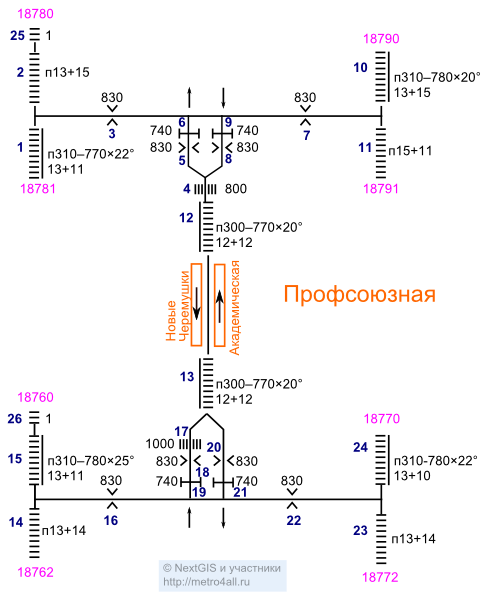 18780
25 1
2 п13+15
18790
10 п310–780×20°
13+15
830
3
6 9
740 740
830 830
5 8
830
7
1 п310–770×22°
13+11
18781
11 п15+11
18791
4 800
12 п300–770×20°
12+12
Новые
Черемушки
Академическая
Профсоюзная
13 п300–770×20°
12+12
18760
26 1
15 п310–780×25°
13+11
18770
24 п310–780×22°
13+10
17
1000 20
830 830
18
740 740
19 21
830
16
830
22
14 п13+14
18762
23 п13+14
18772
© NextGIS и участники
http://metro4all.ru